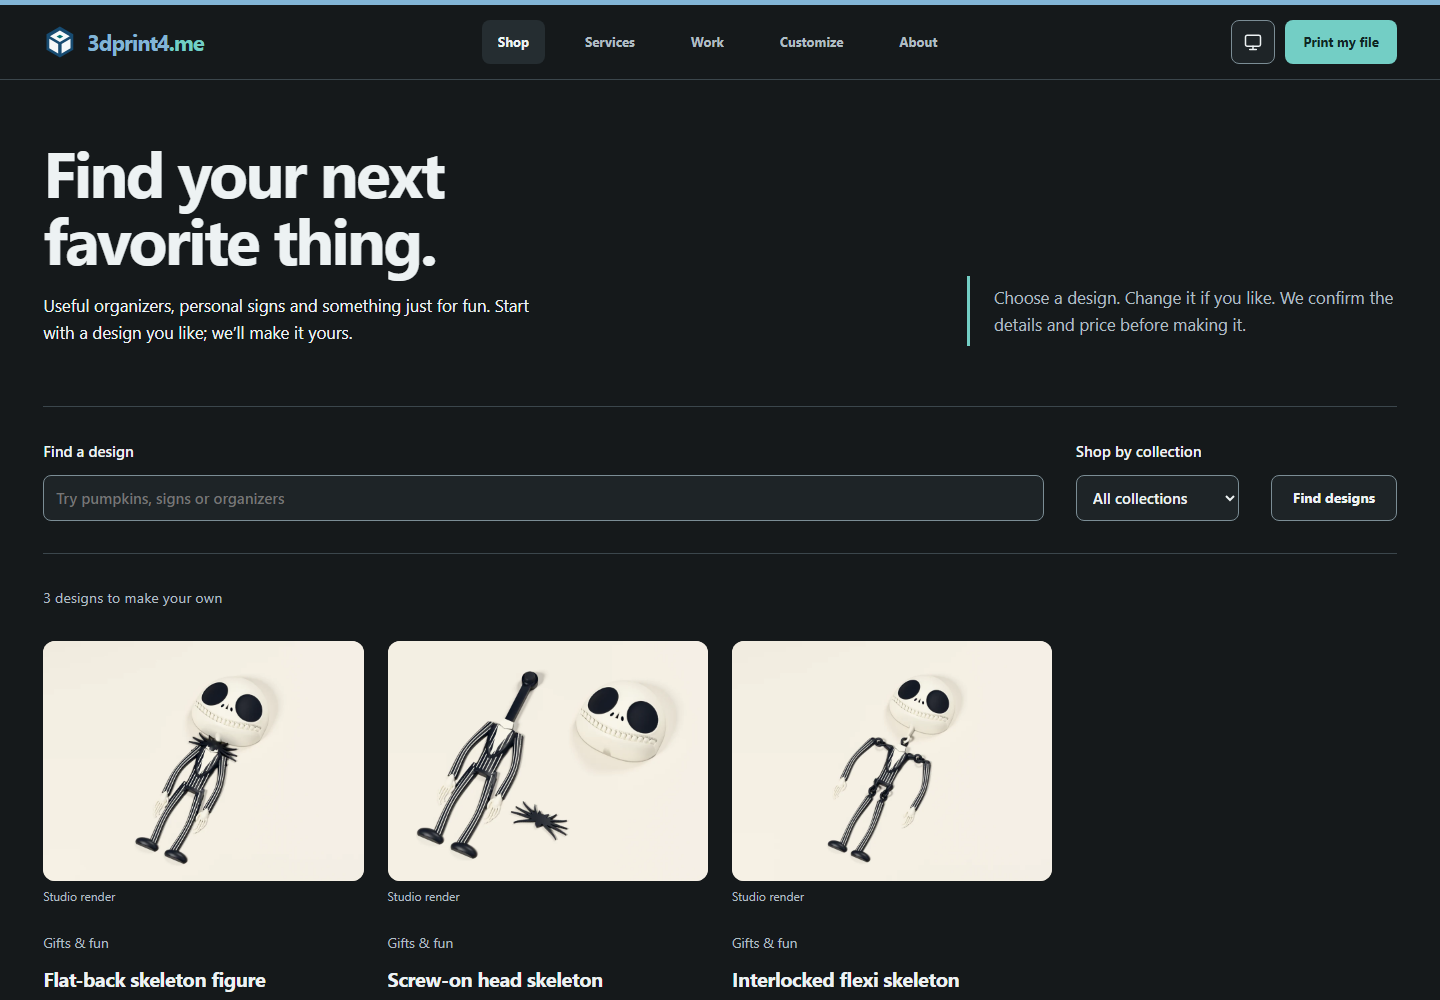 3dprint4.me
Shop
Services
Work
Customize
About
Print my file
Find your next
favorite thing.
Useful organizers, personal signs and something just for fun. Start
with a design you like; we’ll make it yours.
Choose a design. Change it if you like. We confirm the
details and price before making it.
Find a design
Shop by collection
Try pumpkins, signs or organizers
All collections
Find designs
3 designs to make your own
Studio render
Studio render
Studio render
Gifts & fun
Gifts & fun
Gifts & fun
Flat-back skeleton figure
Screw-on head skeleton
Interlocked flexi skeleton